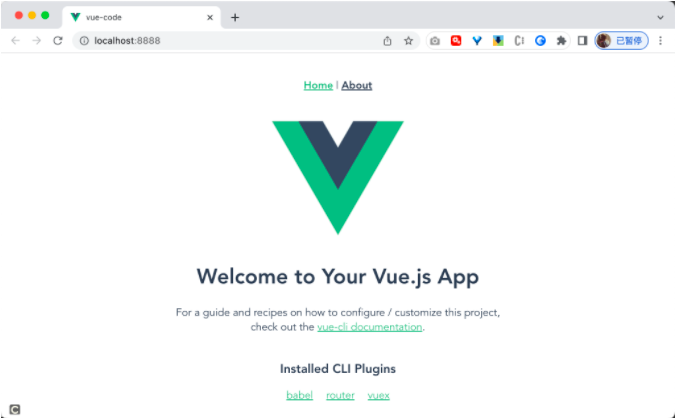 vue-code
localhost:8888
已暂停
Home | About
Welcome to Your Vue.js App
For a guide and recipes on how to configure / customize this project,
check out the vue-cli documentation.
Installed CLI Plugins
babel router vuex